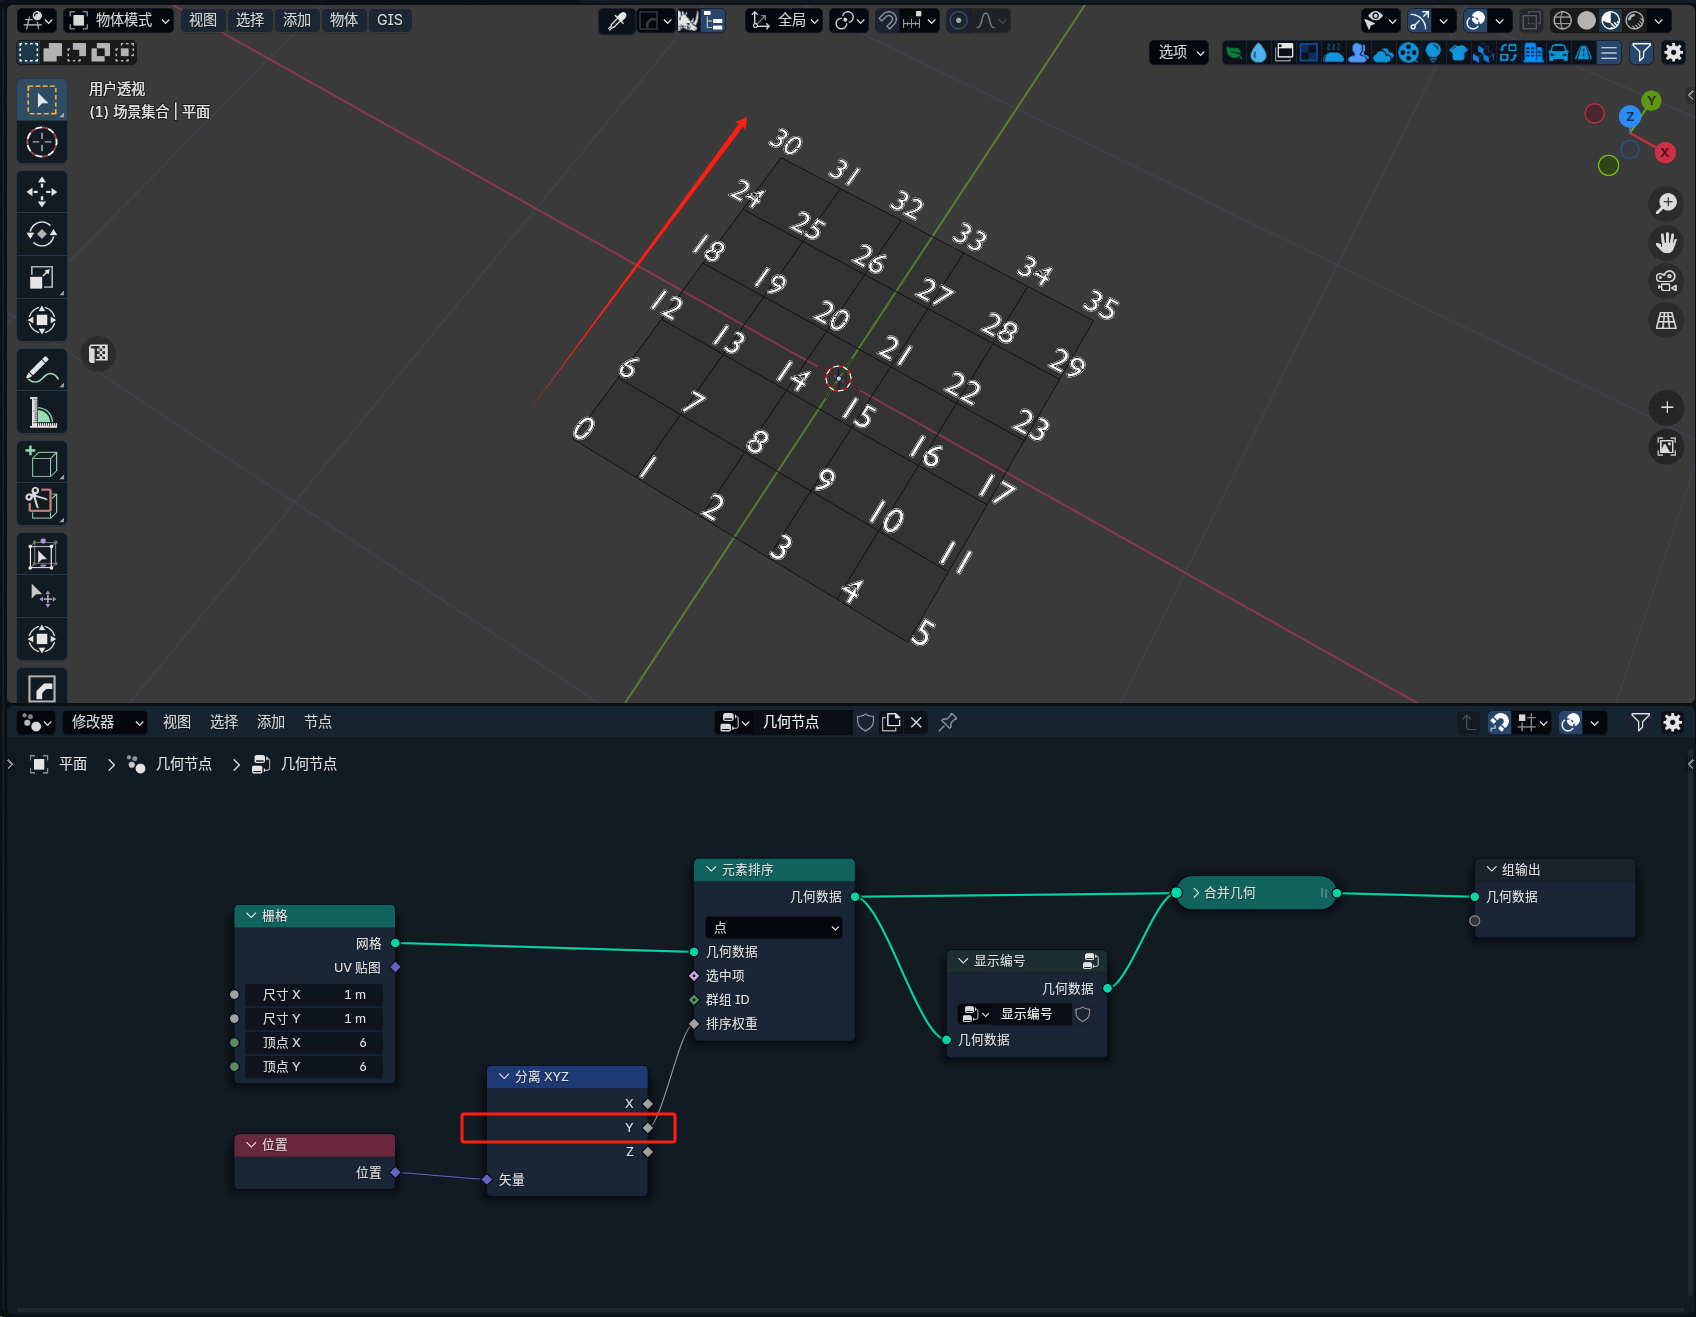 物体模式 视图 选择 添加 物体 GIS 全局
选项
用户透视
(1) 场景集合 | 平面
Y
Z
X
30
31
24
32
25
33
18
26
34
19
27
35
12
20
28
13
21
29
6
14
22
7
15
23
0
8
16
1
9
17
2
10
3
11
4
5
修改器 视图 选择 添加 节点 几何节点
平面 > 几何节点 > 几何节点
栅格
网格
UV 贴图
尺寸 X 1 m
尺寸 Y 1 m
顶点 X 6
顶点 Y 6
位置
位置
分离 XYZ
X
Y
Z
矢量
元素排序
几何数据
点
几何数据
选中项
群组 ID
排序权重
显示编号
几何数据
显示编号
几何数据
合并几何
组输出
几何数据